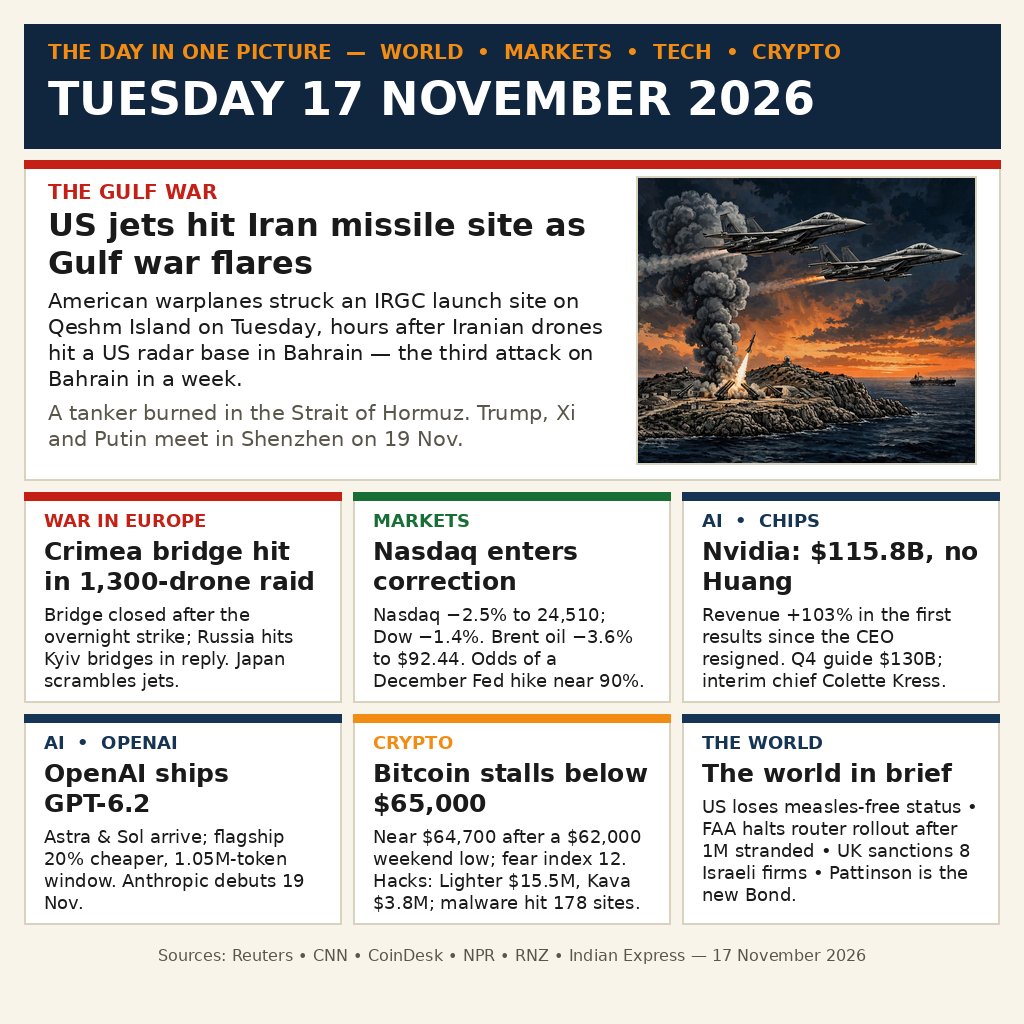 THE DAY IN ONE PICTURE — WORLD • MARKETS • TECH • CRYPTO
TUESDAY 17 NOVEMBER 2026
THE GULF WAR
US jets hit Iran missile site as
Gulf war flares
American warplanes struck an IRGC launch site on
Qeshm Island on Tuesday, hours after Iranian drones
hit a US radar base in Bahrain — the third attack on
Bahrain in a week.
A tanker burned in the Strait of Hormuz. Trump, Xi
and Putin meet in Shenzhen on 19 Nov.
WAR IN EUROPE
Crimea bridge hit
in 1,300-drone raid
Bridge closed after the
overnight strike; Russia hits
Kyiv bridges in reply. Japan
scrambles jets.
MARKETS
Nasdaq enters
correction
Nasdaq −2.5% to 24,510;
Dow −1.4%. Brent oil −3.6%
to $92.44. Odds of a
December Fed hike near 90%.
AI • CHIPS
Nvidia: $115.8B, no
Huang
Revenue +103% in the first
results since the CEO
resigned. Q4 guide $130B;
interim chief Colette Kress.
AI • OPENAI
OpenAI ships
GPT-6.2
Astra & Sol arrive; flagship
20% cheaper, 1.05M-token
window. Anthropic debuts 19
Nov.
CRYPTO
Bitcoin stalls below
$65,000
Near $64,700 after a $62,000
weekend low; fear index 12.
Hacks: Lighter $15.5M, Kava
$3.8M; malware hit 178 sites.
THE WORLD
The world in brief
US loses measles-free status •
FAA halts router rollout after
1M stranded • UK sanctions 8
Israeli firms • Pattinson is the
new Bond.
Sources: Reuters • CNN • CoinDesk • NPR • RNZ • Indian Express — 17 November 2026